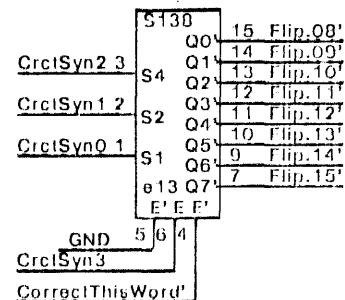 S138
Q0' 15 Flip.08'
Q1' 14 Flip.09'
CrctSyn2 3 S4 Q2' 13 Flip.10'
Q3' 12 Flip.11'
CrctSyn1 2 S2 Q4' 11 Flip.12'
Q5' 10 Flip.13'
CrctSyn0 1 S1 Q6' 9 Flip.14'
e13 Q7' 7 Flip.15'
E' E E'
GND 5 6 4
CrctSyn3
CorrectThisWord'